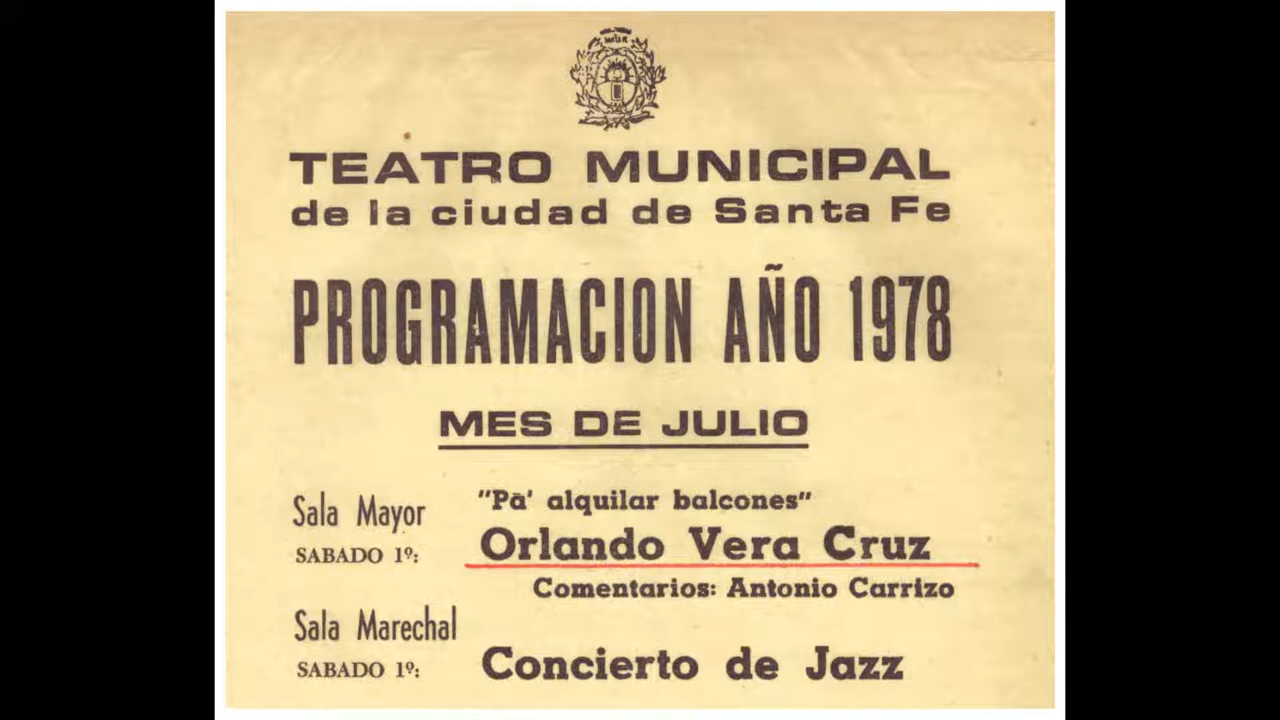 TEATRO MUNICIPAL
de la ciudad de Santa Fe
PROGRAMACION AÑO 1978
MES DE JULIO
Sala Mayor
SABADO 1º:
"Pā' alquilar balcones"
Orlando Vera Cruz
Comentarios: Antonio Carrizo
Sala Marechal
SABADO 1º:
Concierto de Jazz